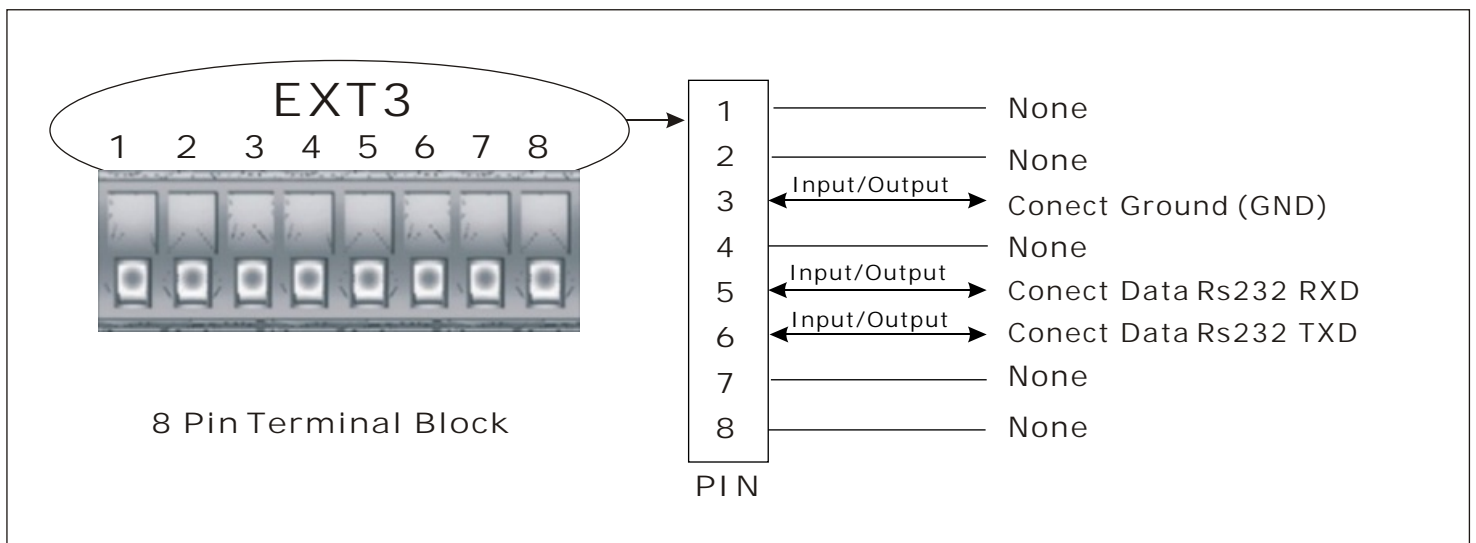 EXT3
1 2 3 4 5 6 7 8
8 Pin Terminal Block
1 None
2 None
3 Input/Output Conect Ground (GND)
4 None
5 Input/Output Conect Data Rs232 RXD
6 Input/Output Conect Data Rs232 TXD
7 None
8 None
PIN